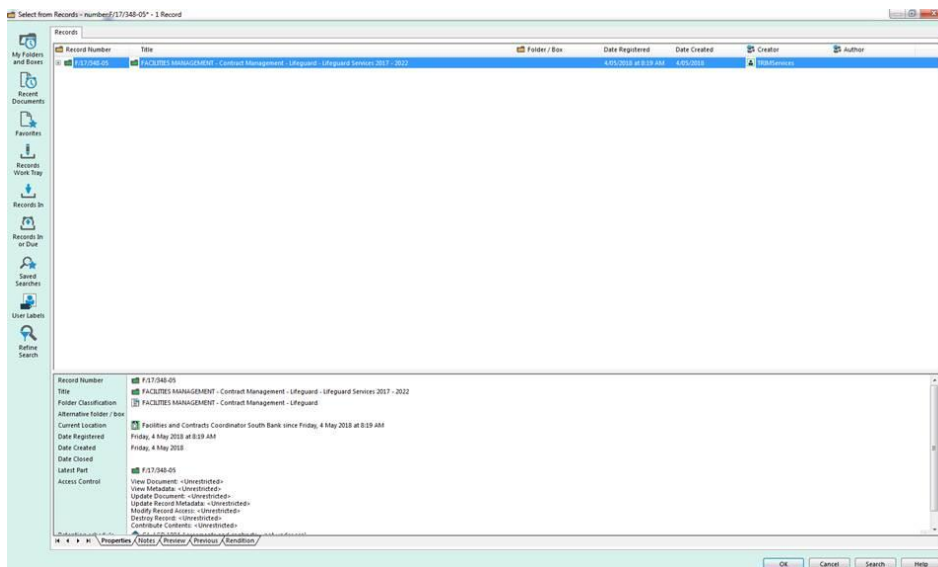 Select from Records - number:F/17/348-05* - 1 Record
My Folders
and Boxes
Recent
Documents
Favorites
Records
Work Tray
Records In
Records In
or Due
Saved
Searches
User Labels
Refine
Search
Records
Record Number Title Folder / Box Date Registered Date Created Creator Author
F/17/348-05 FACILITIES MANAGEMENT - Contract Management - Lifeguard - Lifeguard Services 2017 - 2022 4/05/2018 at 8:19 AM 4/05/2018 TRIMServices
Record Number F/17/348-05
Title FACILITIES MANAGEMENT - Contract Management - Lifeguard - Lifeguard Services 2017 - 2022
Folder Classification FACILITIES MANAGEMENT - Contract Management - Lifeguard
Alternative folder / box
Current Location Facilities and Contracts Coordinator South Bank since Friday, 4 May 2018 at 8:19 AM
Date Registered Friday, 4 May 2018 at 8:19 AM
Date Created Friday, 4 May 2018
Date Closed
Latest Part F/17/348-05
Access Control View Document: <Unrestricted>
View Metadata: <Unrestricted>
Update Document: <Unrestricted>
Update Record Metadata: <Unrestricted>
Modify Record Access: <Unrestricted>
Destroy Record: <Unrestricted>
Contribute Contents: <Unrestricted>
Properties Notes Preview Previous Rendition
OK Cancel Search Help